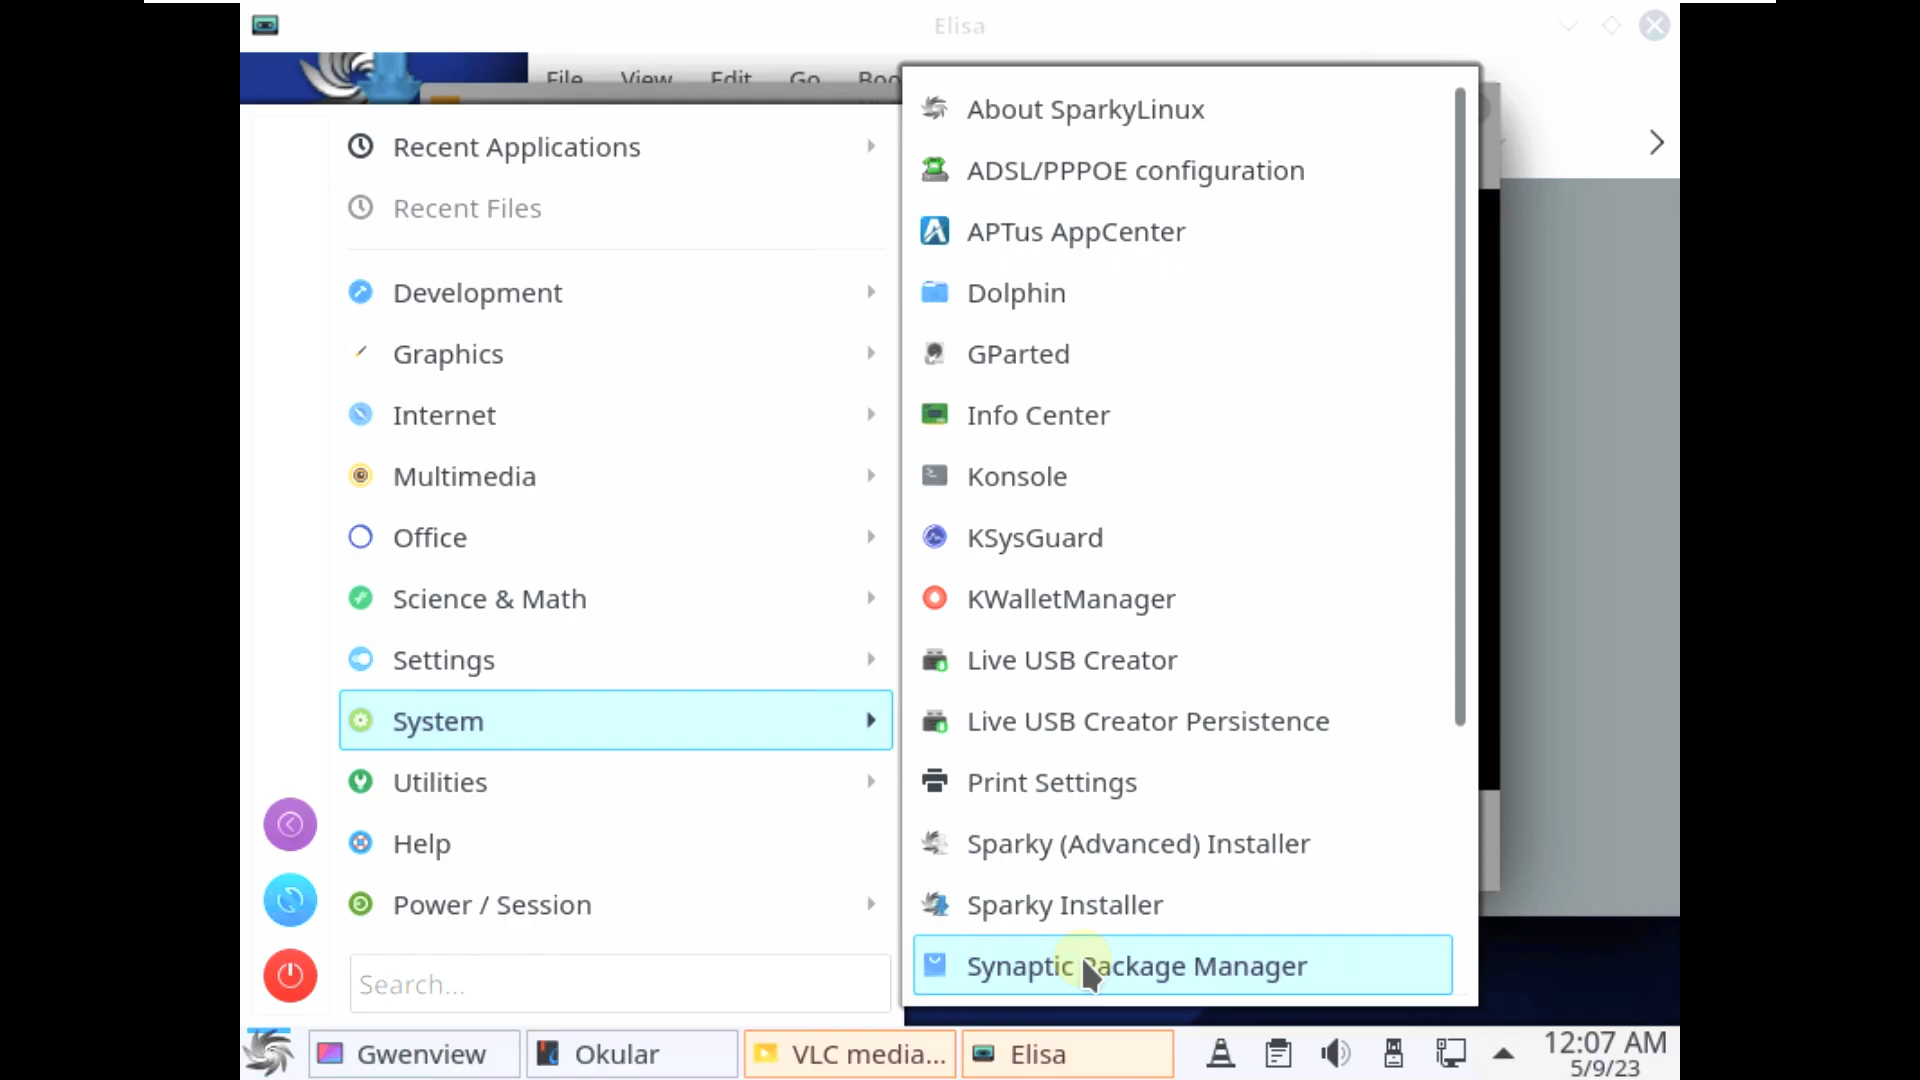 Elisa
File View Edit Go Boo
Recent Applications
Recent Files
Development
Graphics
Internet
Multimedia
Office
Science & Math
Settings
System
Utilities
Help
Power / Session
Search...
About SparkyLinux
ADSL/PPPOE configuration
APTus AppCenter
Dolphin
GParted
Info Center
Konsole
KSysGuard
KWalletManager
Live USB Creator
Live USB Creator Persistence
Print Settings
Sparky (Advanced) Installer
Sparky Installer
Synaptic Package Manager
Gwenview Okular VLC media... Elisa 12:07 AM
5/9/23